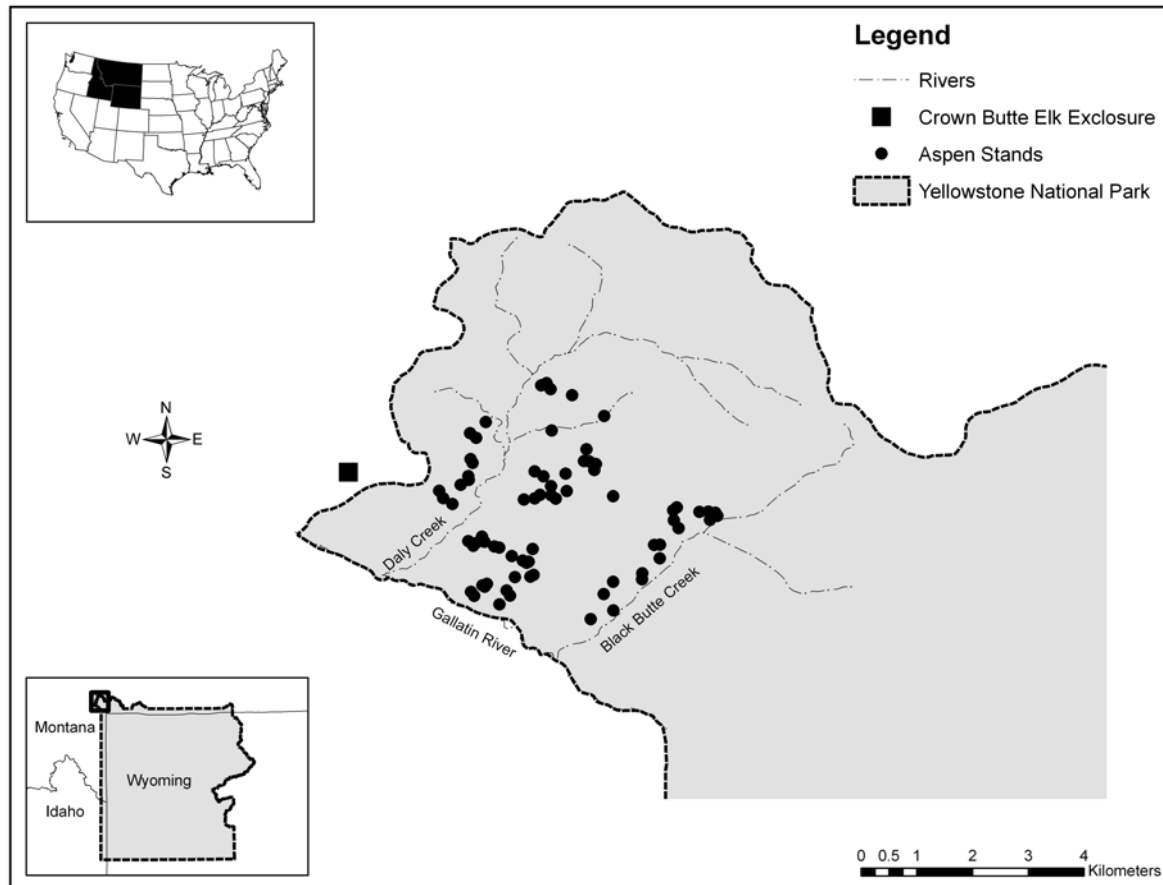 Legend
Rivers
Crown Butte Elk Exclosure
Aspen Stands
Yellowstone National Park
N
W E
S
Daly Creek
Gallatin River
Black Butte Creek
Montana
Wyoming
Idaho
0 0.5 1 2 3 4
Kilometers